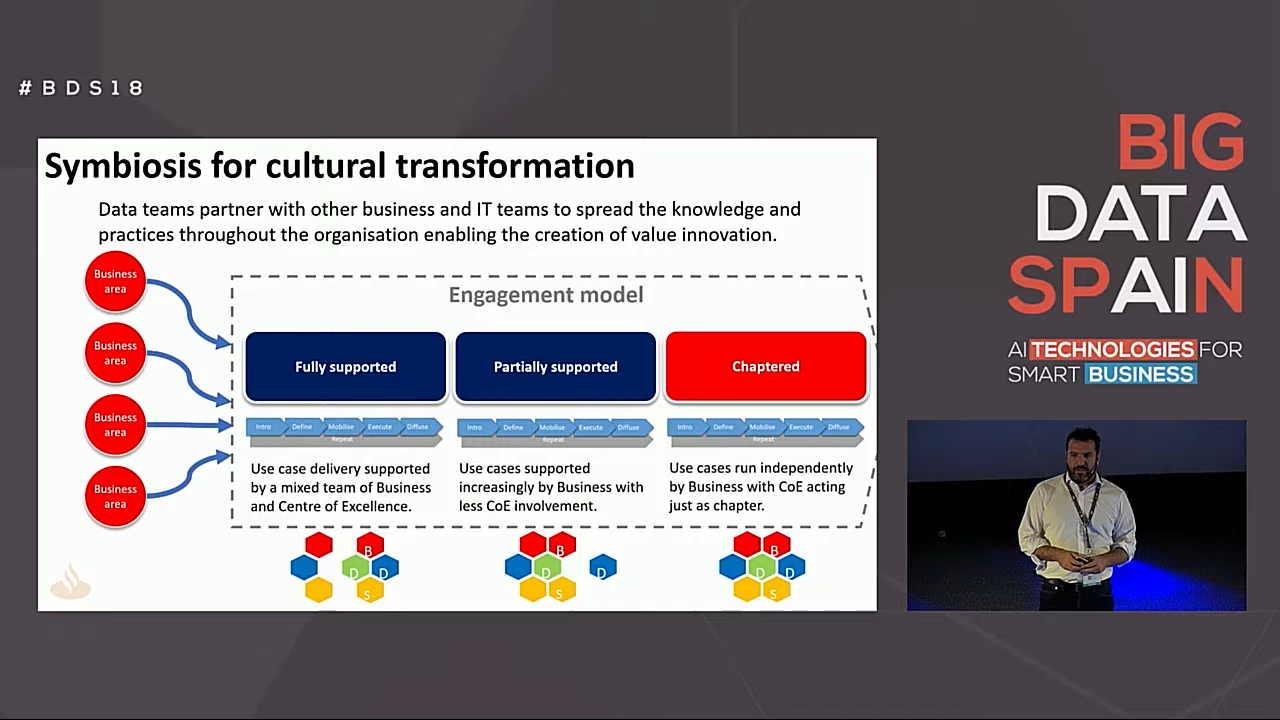 #BDS18
Symbiosis for cultural transformation
Data teams partner with other business and IT teams to spread the knowledge and
practices throughout the organisation enabling the creation of value innovation.
Business
area
Business
area
Business
area
Business
area
Engagement model
Fully supported
Partially supported
Chaptered
Intro Define Mobilise Execute Diffuse
Repeat
Intro Define Mobilise Execute Diffuse
Repeat
Intro Define Mobilise Execute Diffuse
Repeat
Use case delivery supported
by a mixed team of Business
and Centre of Excellence.
Use cases supported
increasingly by Business with
less CoE involvement.
Use cases run independently
by Business with CoE acting
just as chapter.
B
D D
S
B
D D
S
B
D D
S
BIG
DATA
SPAIN
AI TECHNOLOGIES FOR
SMART BUSINESS